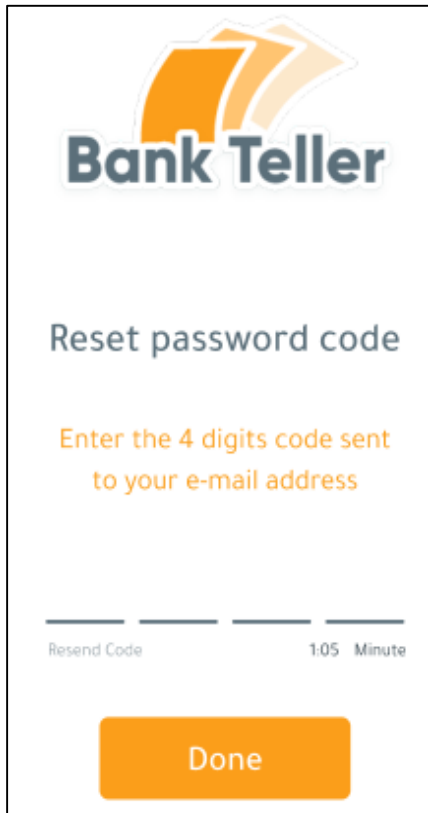 Bank Teller
Reset password code
Enter the 4 digits code sent
to your e-mail address
Resend Code 1:05 Minute
Done